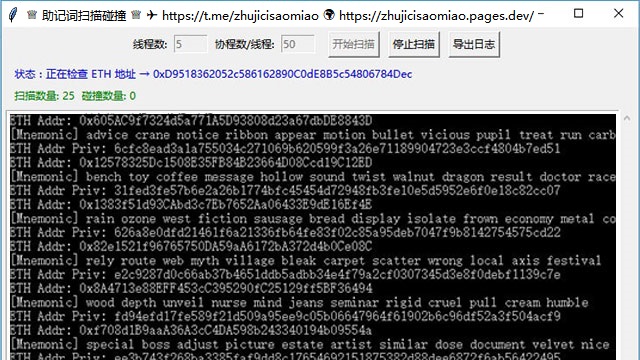 助记词扫描碰撞 ♕ ✈ https://t.me/zhujicisaomiao 🌍 https://zhujicisaomiao.pages.dev/
线程数: 5 协程数/线程: 50 开始扫描 停止扫描 导出日志
状态：正在检查 ETH 地址 → 0xD9518362052c586162890C0dE8B5c54806784Dec
扫描数量: 25 碰撞数量: 0
ETH Addr: 0x605AC9f7324d5a771A5D93808d23a67dbDE8843D
[Mnemonic] advice crane notice ribbon appear motion bullet vicious pupil treat run carb
ETH Addr Priv: 6cfc8ead3a1a755034c271069b620599f3a26e71189904723e3ccf4804b7ed51
ETH Addr: 0x12578325Dc1508E35FB84B23664D08Ccd19C12ED
[Mnemonic] bench toy coffee message hollow sound twist walnut dragon result doctor race
ETH Addr Priv: 31fed3fe57b6e2a26b1774bfc45454d72948fb3fe10e5d5952e6f0e18c82cc07
ETH Addr: 0x1383f51d93CAbd3c7Eb7652Aa06433E9dE16Ef4E
[Mnemonic] rain ozone west fiction sausage bread display isolate frown economy metal co
ETH Addr Priv: 626a8e0dfd21461f6a21336fb64fe83f02c85a95deb7047f9b8142754575cd22
ETH Addr: 0x82e1521f96765750DA59aA6172bA372d4b0Ce08C
[Mnemonic] rely route web myth village bleak carpet scatter wrong local axis festival
ETH Addr Priv: e2c9287d0c66ab37b4651ddb5adbb34e4f79a2cf0307345d3e8f0debf1139c7e
ETH Addr: 0x8A4713e88EFF453cC395290fC25129ff5BF36494
[Mnemonic] wood depth unveil nurse mind jeans seminar rigid cruel pull cream humble
ETH Addr Priv: fd94efd17fe589f21d509a95ee9c05b06647964f61902b6c96df52a3f504acf9
ETH Addr: 0xf708d1B9aaA36A3cC4DA598b243340194b09554a
[Mnemonic] special boss adjust picture estate artist similar dose document velvet nice
ETH Addr Priv: ee3b743f268ba3385faf9dd8c17654692151875382d88dee6872f6ab56422495